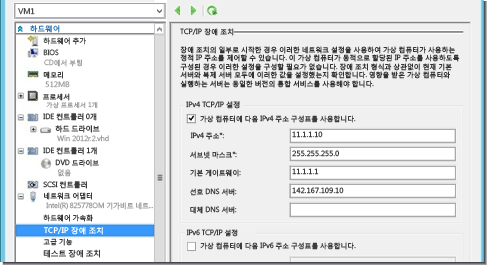 VM1
하드웨어
하드웨어 추가
BIOS
CD에서 부팅
메모리
512MB
프로세서
가상 프로세서 1개
IDE 컨트롤러 0개
하드 드라이브
Win 2012r2.vhd
IDE 컨트롤러 1개
DVD 드라이브
없음
SCSI 컨트롤러
네트워크 어댑터
Intel(R) 82577BOM 기가비트 네트...
하드웨어 가속화
TCP/IP 장애 조치
고급 기능
테스트 장애 조치
TCP/IP 장애 조치
장애 조치의 일부로 시작한 경우 이러한 네트워크 설정을 사용하여 가상 컴퓨터가 사용하는
정적 IP 주소를 제어할 수 있습니다. 이 가상 컴퓨터가 동적으로 할당된 IP 주소를 사용하도록
구성된 경우 이러한 설정을 구성할 필요가 없습니다. 장애 조치 형식과 상관없이 현재 기본
서버와 복제 서버 모두에 이러한 값을 설정했는지 확인합니다. 영향을 받은 가상 컴퓨터와
실행하는 서버는 동일한 버전의 통합 서비스를 사용해야 합니다.
IPv4 TCP/IP 설정
가상 컴퓨터에 다음 IPv4 주소 구성표를 사용합니다.
IPv4 주소*: 11.1.1.10
서브넷 마스크*: 255.255.255.0
기본 게이트웨이: 11.1.1.1
선호 DNS 서버: 142.167.109.10
대체 DNS 서버:
IPv6 TCP/IP 설정
가상 컴퓨터에 다음 IPv6 주소 구성표를 사용합니다.